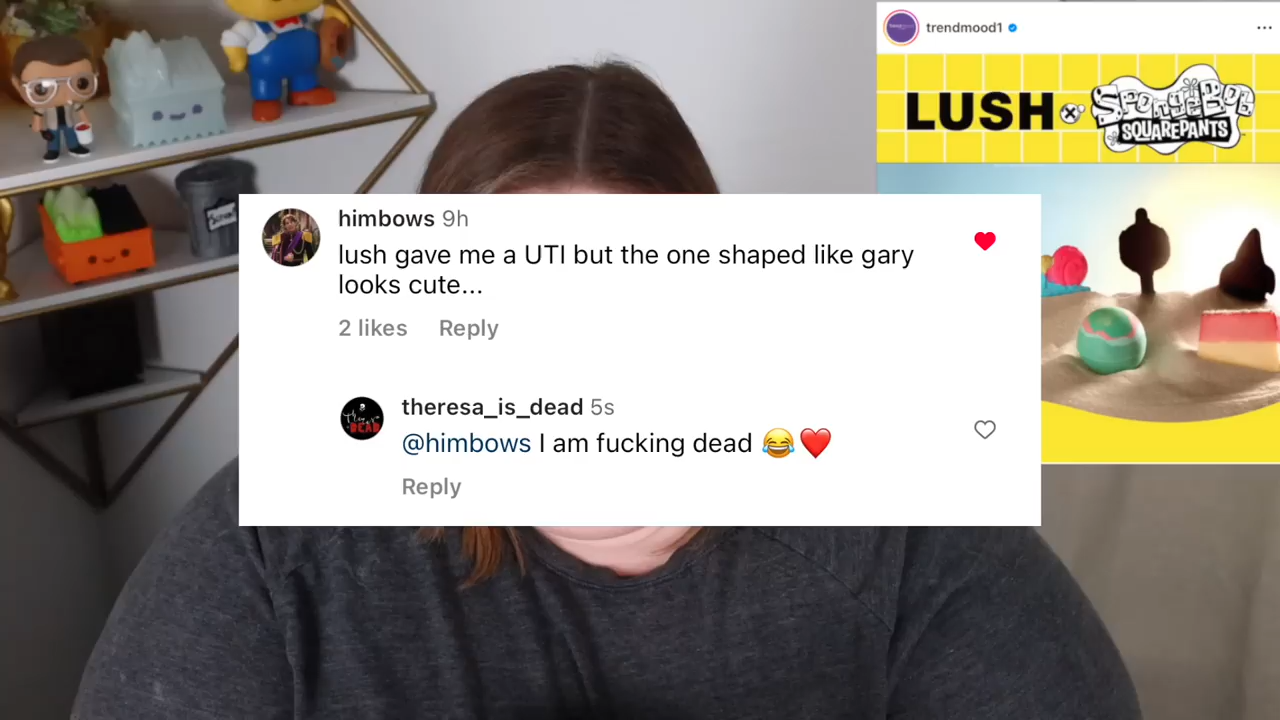 trendmood1
LUSH
SpongeBob
SQUAREPANTS
himbows 9h
lush gave me a UTI but the one shaped like gary
looks cute...
2 likes Reply
theresa_is_dead 5s
@himbows I am fucking dead 😂❤️
Reply